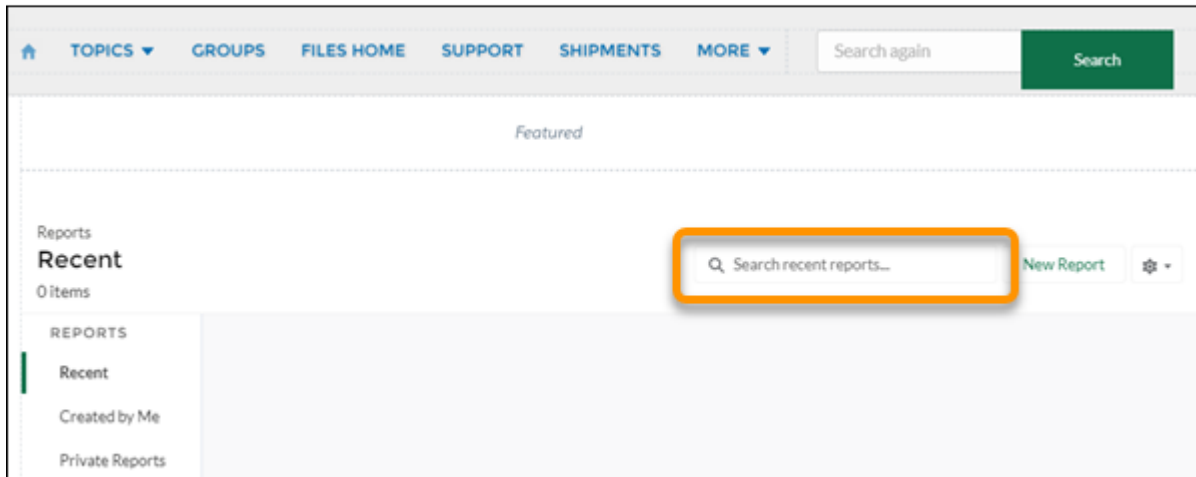 TOPICS GROUPS FILES HOME SUPPORT SHIPMENTS MORE Search again Search
Featured
Reports
Recent
0 items
Search recent reports... New Report
REPORTS
Recent
Created by Me
Private Reports